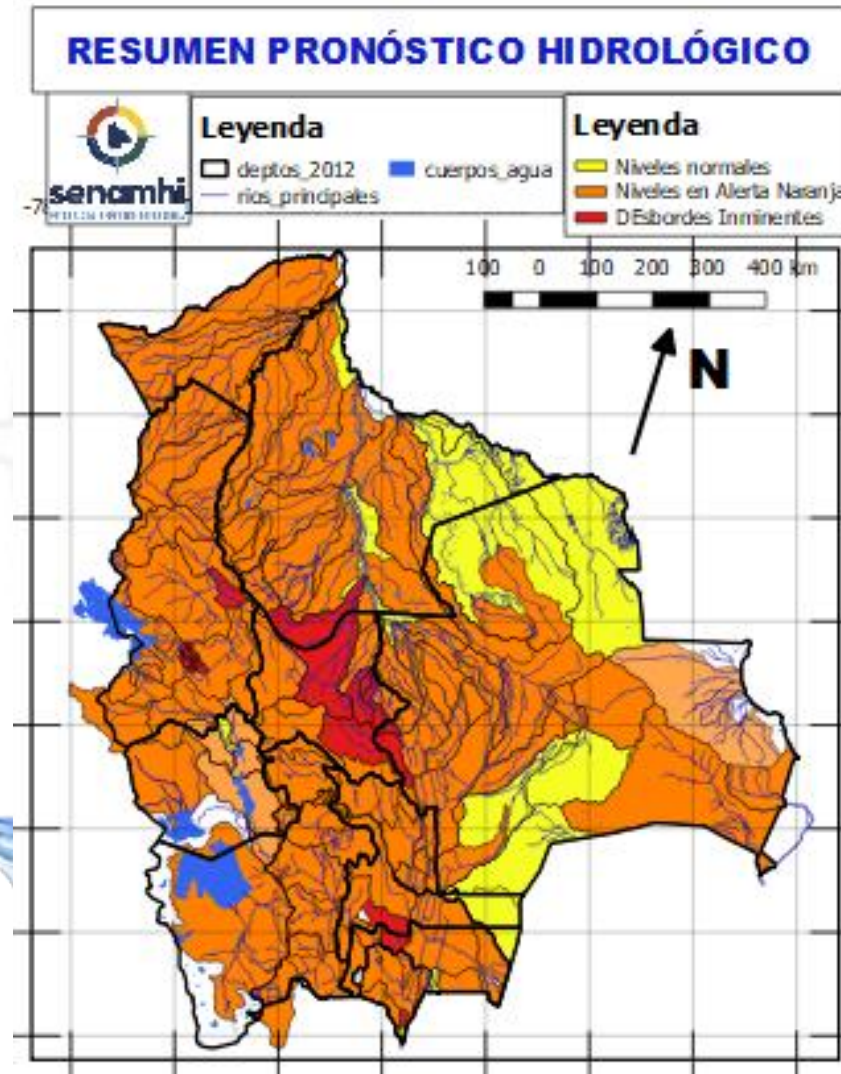 RESUMEN PRONÓSTICO HIDROLÓGICO
senamhi
Leyenda
deptos_2012
cuerpos_agua
rios_principales
Leyenda
Niveles normales
Niveles en Alerta Naranja
DEsbordes Inminentes
100 0 100 200 300 400 km
N